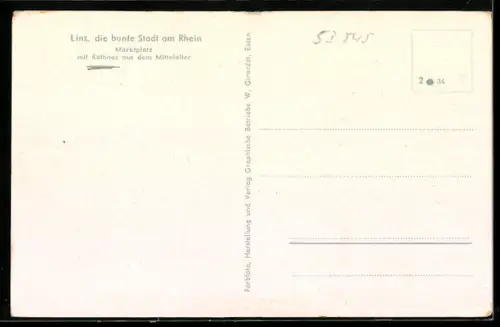 Linz, die bunte Stadt am Rhein
Marktplatz
mit Rathaus aus dem Mittelalter
Farbfoto, Herstellung und Verlag Graphische Betriebe W. Girardet, Essen
53545
2 34